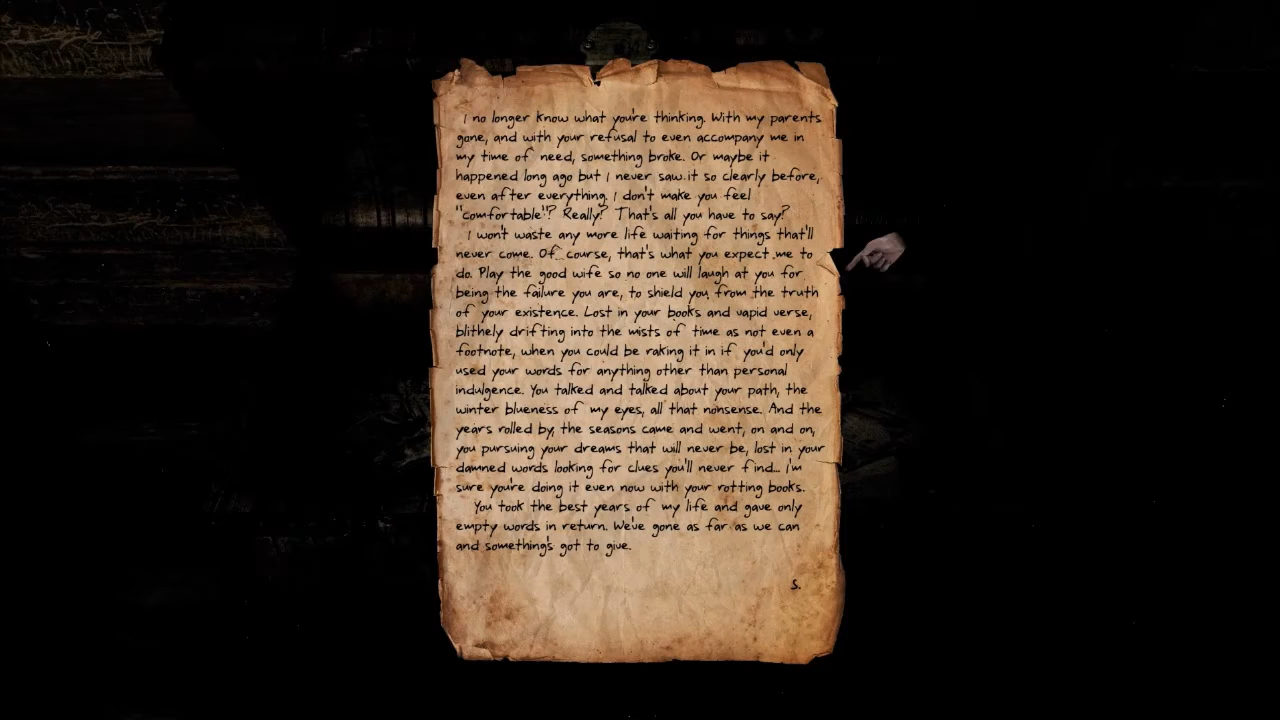 I no longer know what you're thinking. With my parents
gone, and with your refusal to even accompany me in
my time of need, something broke. Or maybe it
happened long ago but I never saw it so clearly before,
even after everything. I don't make you feel
"comfortable"? Really? That's all you have to say?
I won't waste any more life waiting for things that'll
never come. Of course, that's what you expect me to
do. Play the good wife so no one will laugh at you for
being the failure you are, to shield you from the truth
of your existence. Lost in your books and vapid verse,
blithely drifting into the mists of time as not even a
footnote, when you could be raking it in if you'd only
used your words for anything other than personal
indulgence. You talked and talked about your path, the
winter blueness of my eyes, all that nonsense. And the
years rolled by, the seasons came and went, on and on,
you pursuing your dreams that will never be, lost in your
damned words looking for clues you'll never find... I'm
sure you're doing it even now with your rotting books.
You took the best years of my life and gave only
empty words in return. We've gone as far as we can
and something's got to give.
S.